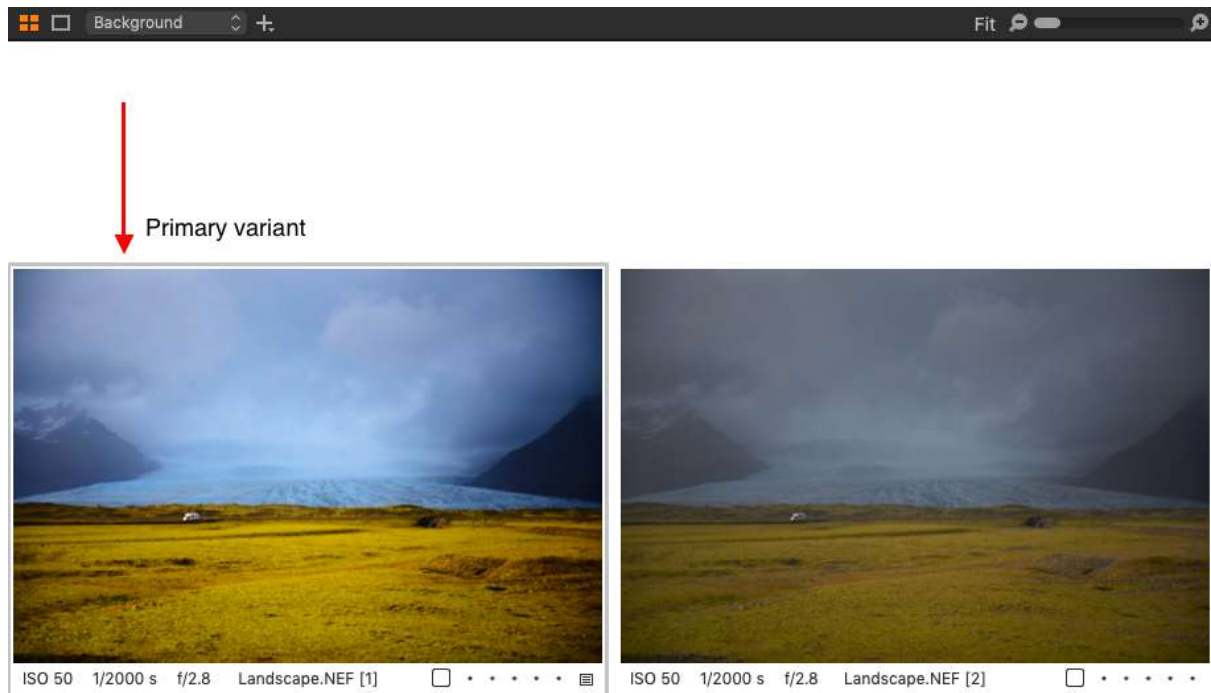 Background
Fit
Primary variant
ISO 50 1/2000 s f/2.8 Landscape.NEF [1]
ISO 50 1/2000 s f/2.8 Landscape.NEF [2]